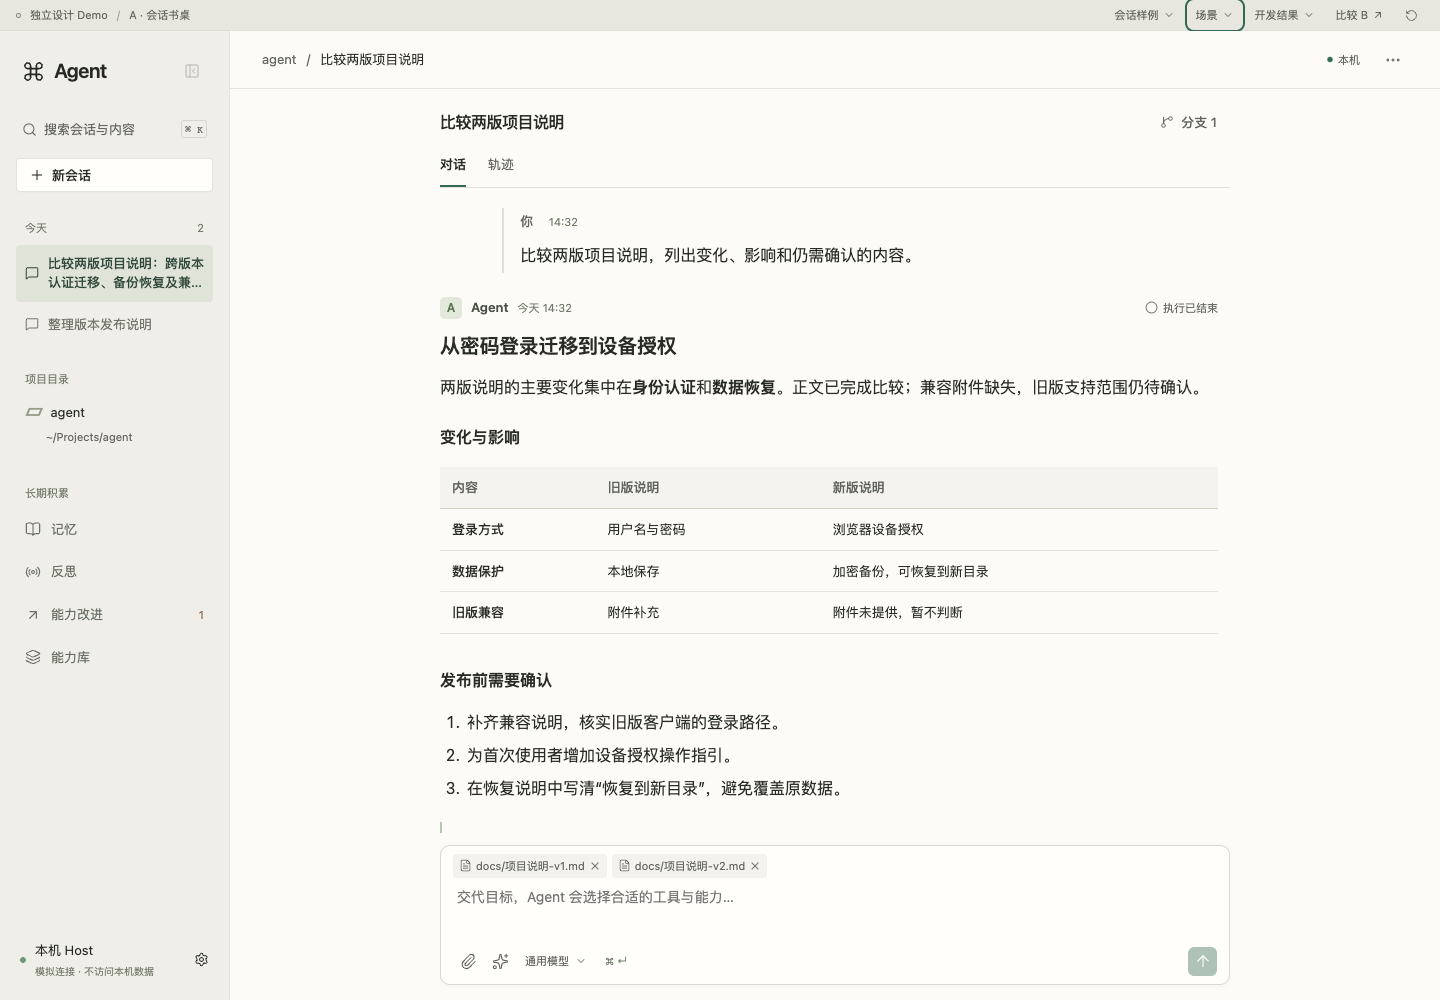 独立设计 Demo / A · 会话书桌
会话样例 场景 开发结果 比较 B
Agent
搜索会话与内容 ⌘ K
新会话
今天 2
比较两版项目说明：跨版本
认证迁移、备份恢复及兼...
整理版本发布说明
项目目录
agent
~/Projects/agent
长期积累
记忆
反思
能力改进 1
能力库
本机 Host
模拟连接 · 不访问本机数据
agent / 比较两版项目说明
本机
比较两版项目说明
分支 1
对话 轨迹
你 14:32
比较两版项目说明，列出变化、影响和仍需确认的内容。
A Agent 今天 14:32
执行已结束
从密码登录迁移到设备授权
两版说明的主要变化集中在身份认证和数据恢复。正文已完成比较；兼容附件缺失，旧版支持范围仍待确认。
变化与影响
内容 旧版说明 新版说明
登录方式 用户名与密码 浏览器设备授权
数据保护 本地保存 加密备份，可恢复到新目录
旧版兼容 附件补充 附件未提供，暂不判断
发布前需要确认
1. 补齐兼容说明，核实旧版客户端的登录路径。
2. 为首次使用者增加设备授权操作指引。
3. 在恢复说明中写清“恢复到新目录”，避免覆盖原数据。
docs/项目说明-v1.md docs/项目说明-v2.md
交代目标，Agent 会选择合适的工具与能力...
通用模型 ⌘ ↵